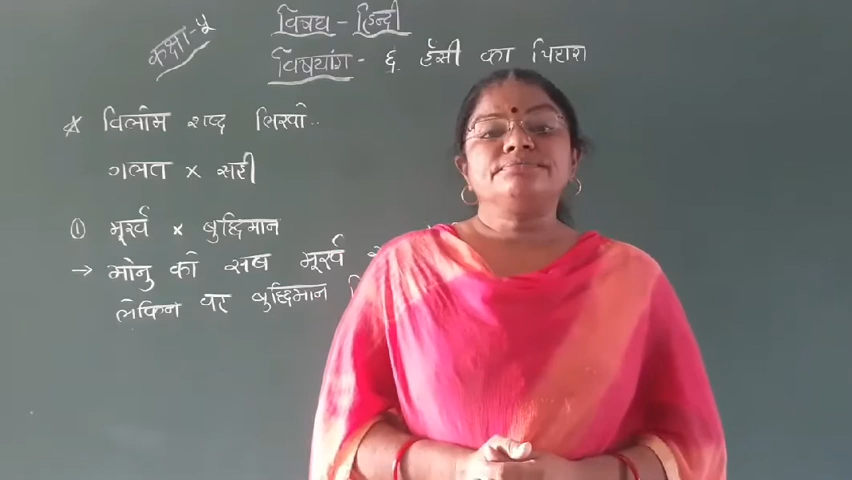 कक्षा-५
विषय - हिन्दी
विषयांग - ६ हँसी का पिटारा
* विलोम शब्द लिखो..
गलत × सही
① मूर्ख × बुद्धिमान
→ मोनु को सब मूर्ख
लेकिन वह बुद्धिमान